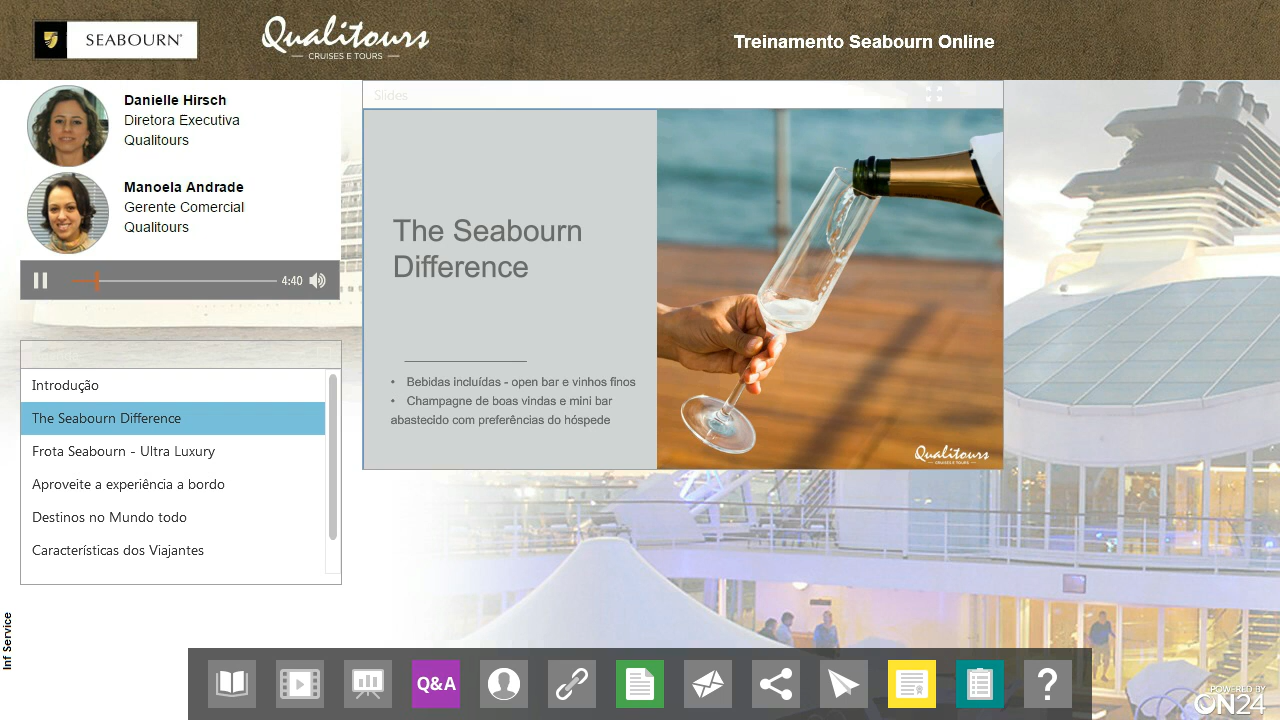 SEABOURN®
Qualitours
CRUISES E TOURS
Treinamento Seabourn Online
Danielle Hirsch
Diretora Executiva
Qualitours
Manoela Andrade
Gerente Comercial
Qualitours
4:40
Slides
The Seabourn
Difference
• Bebidas incluídas - open bar e vinhos finos
• Champagne de boas vindas e mini bar
abastecido com preferências do hóspede
Qualitours
CRUISES E TOURS
Introdução
The Seabourn Difference
Frota Seabourn - Ultra Luxury
Aproveite a experiência a bordo
Destinos no Mundo todo
Características dos Viajantes
Inf Service
Q&A
?
POWERED BY
ON24